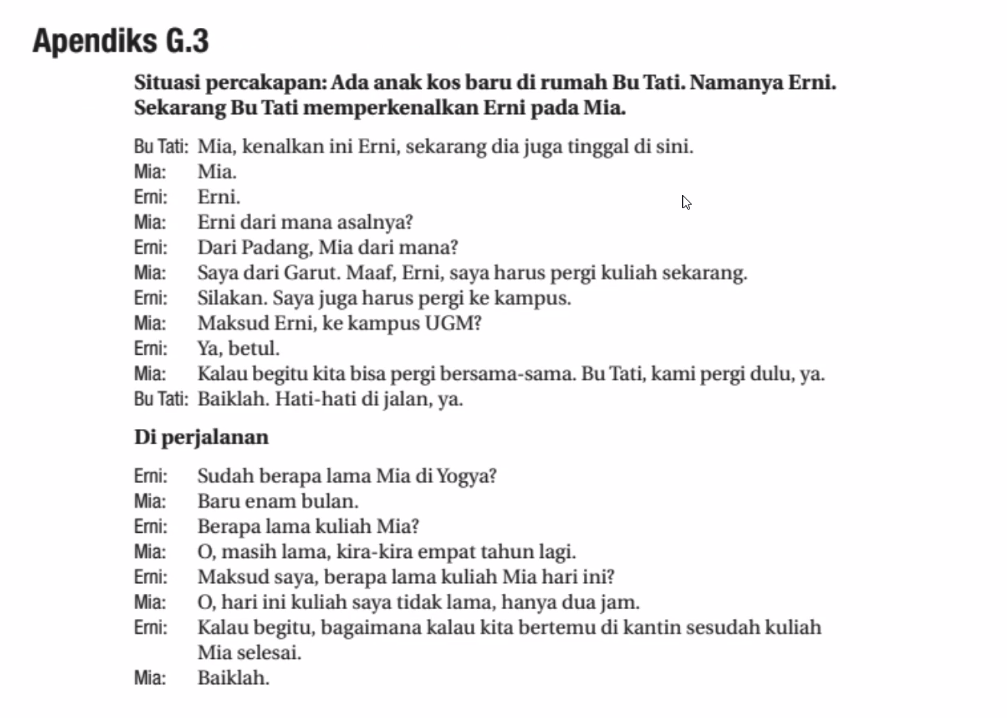 Apendiks G.3
Situasi percakapan: Ada anak kos baru di rumah Bu Tati. Namanya Erni.
Sekarang Bu Tati memperkenalkan Erni pada Mia.
Bu Tati: Mia, kenalkan ini Erni, sekarang dia juga tinggal di sini.
Mia: Mia.
Erni: Erni.
Mia: Erni dari mana asalnya?
Erni: Dari Padang, Mia dari mana?
Mia: Saya dari Garut. Maaf, Erni, saya harus pergi kuliah sekarang.
Erni: Silakan. Saya juga harus pergi ke kampus.
Mia: Maksud Erni, ke kampus UGM?
Erni: Ya, betul.
Mia: Kalau begitu kita bisa pergi bersama-sama. Bu Tati, kami pergi dulu, ya.
Bu Tati: Baiklah. Hati-hati di jalan, ya.
Di perjalanan
Erni: Sudah berapa lama Mia di Yogya?
Mia: Baru enam bulan.
Erni: Berapa lama kuliah Mia?
Mia: O, masih lama, kira-kira empat tahun lagi.
Erni: Maksud saya, berapa lama kuliah Mia hari ini?
Mia: O, hari ini kuliah saya tidak lama, hanya dua jam.
Erni: Kalau begitu, bagaimana kalau kita bertemu di kantin sesudah kuliah
Mia selesai.
Mia: Baiklah.